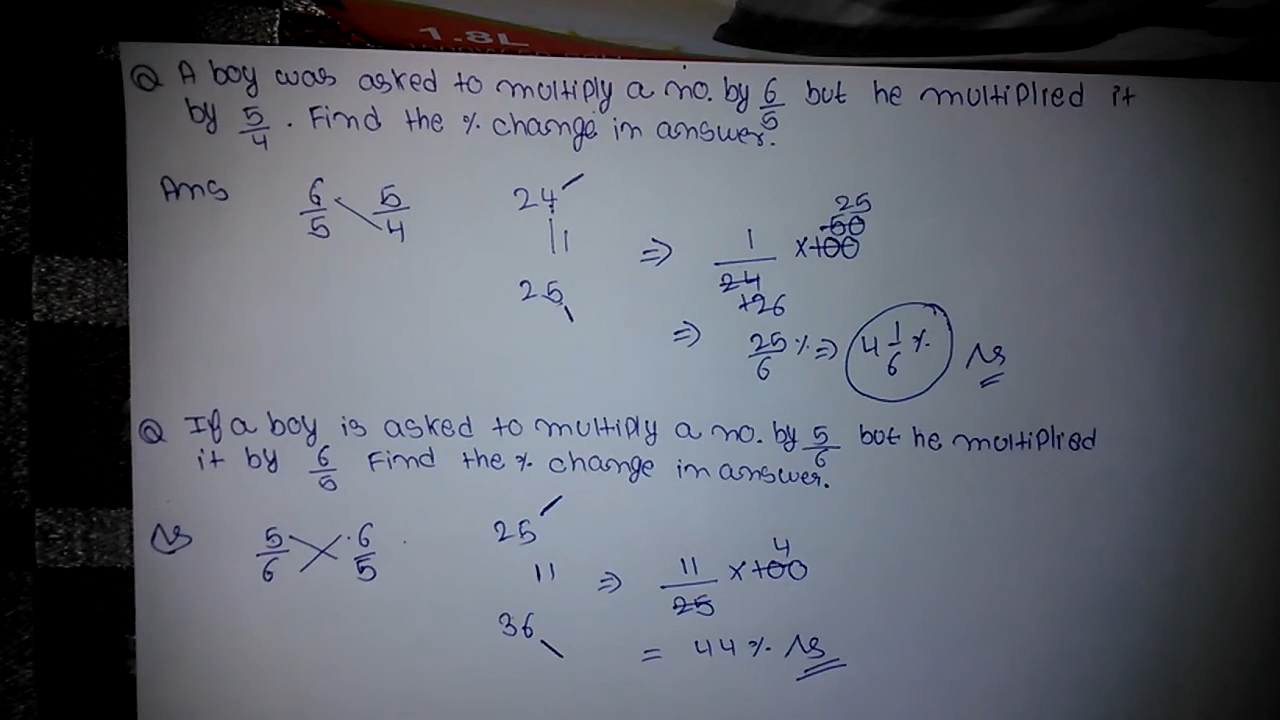 1.8L
Q A boy was asked to multiply a no. by 6/5 but he multiplied it
by 5/4. Find the % change in answer.
Ans 6/5 5/4 24 11 25 ⇒ 1/24 x 100 50 25
12 6
⇒ 25/6 % ⇒ 4 1/6 % Ans
Q If a boy is asked to multiply a no. by 5/6 but he multiplied
it by 6/5 Find the % change in answer.
Ans 5/6 6/5 25 11 36 ⇒ 11/25 x 100 4
= 44 % Ans